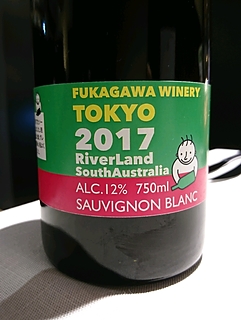 FUKAGAWA WINERY
TOKYO
2017
RiverLand
SouthAustralia
ALC.12% 750ml
SAUVIGNON BLANC